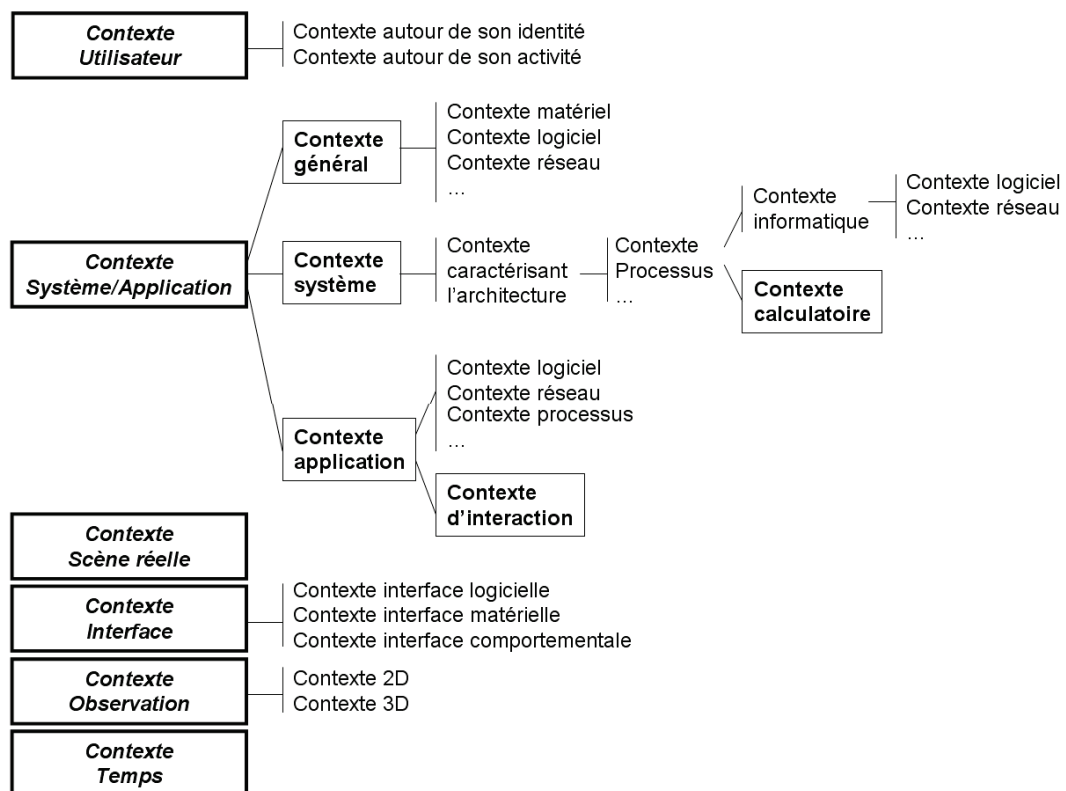 Contexte
Utilisateur
Contexte autour de son identité
Contexte autour de son activité
Contexte
Système/Application
Contexte
général
Contexte matériel
Contexte logiciel
Contexte réseau
…
Contexte
système
Contexte
caractérisant
l’architecture
Contexte
Processus
…
Contexte
informatique
Contexte logiciel
Contexte réseau
…
Contexte
calculatoire
Contexte
application
Contexte logiciel
Contexte réseau
Contexte processus
…
Contexte
d’interaction
Contexte
Scène réelle
Contexte
Interface
Contexte interface logicielle
Contexte interface matérielle
Contexte interface comportementale
Contexte
Observation
Contexte 2D
Contexte 3D
Contexte
Temps